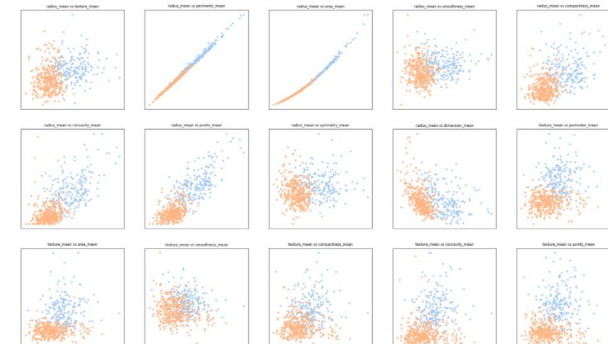 radius_mean vs texture_mean
radius_mean vs perimeter_mean
radius_mean vs area_mean
radius_mean vs smoothness_mean
radius_mean vs compactness_mean
radius_mean vs concavity_mean
radius_mean vs points_mean
radius_mean vs symmetry_mean
radius_mean vs dimension_mean
texture_mean vs perimeter_mean
texture_mean vs area_mean
texture_mean vs smoothness_mean
texture_mean vs compactness_mean
texture_mean vs concavity_mean
texture_mean vs points_mean